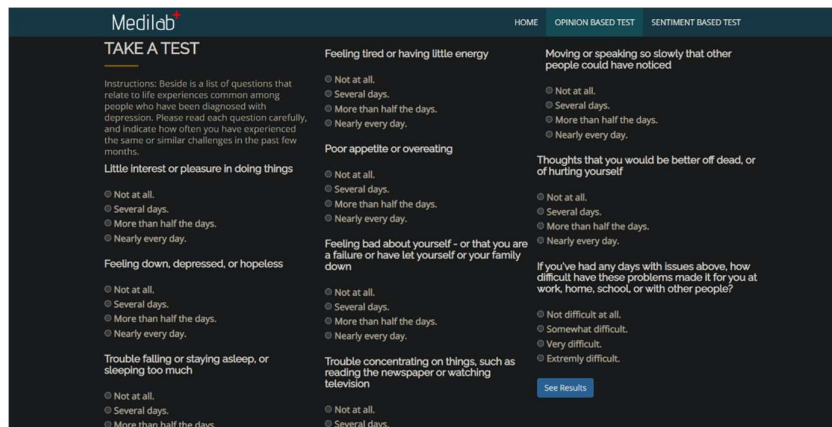 Medilab
HOME OPINION BASED TEST SENTIMENT BASED TEST
TAKE A TEST
Instructions: Beside is a list of questions that
relate to life experiences common among
people who have been diagnosed with
depression. Please read each question carefully,
and indicate how often you have experienced
the same or similar challenges in the past few
months.
Little interest or pleasure in doing things
Not at all.
Several days.
More than half the days.
Nearly every day.
Feeling down, depressed, or hopeless
Not at all.
Several days.
More than half the days.
Nearly every day.
Trouble falling or staying asleep, or
sleeping too much
Not at all.
Several days.
More than half the days.
Feeling tired or having little energy
Not at all.
Several days.
More than half the days.
Nearly every day.
Poor appetite or overeating
Not at all.
Several days.
More than half the days.
Nearly every day.
Feeling bad about yourself - or that you are
a failure or have let yourself or your family
down
Not at all.
Several days.
More than half the days.
Nearly every day.
Trouble concentrating on things, such as
reading the newspaper or watching
television
Not at all.
Several days.
Moving or speaking so slowly that other
people could have noticed
Not at all.
Several days.
More than half the days.
Nearly every day.
Thoughts that you would be better off dead, or
of hurting yourself
Not at all.
Several days.
More than half the days.
Nearly every day.
If you've had any days with issues above, how
difficult have these problems made it for you at
work, home, school, or with other people?
Not difficult at all.
Somewhat difficult.
Very difficult.
Extremly difficult.
See Results